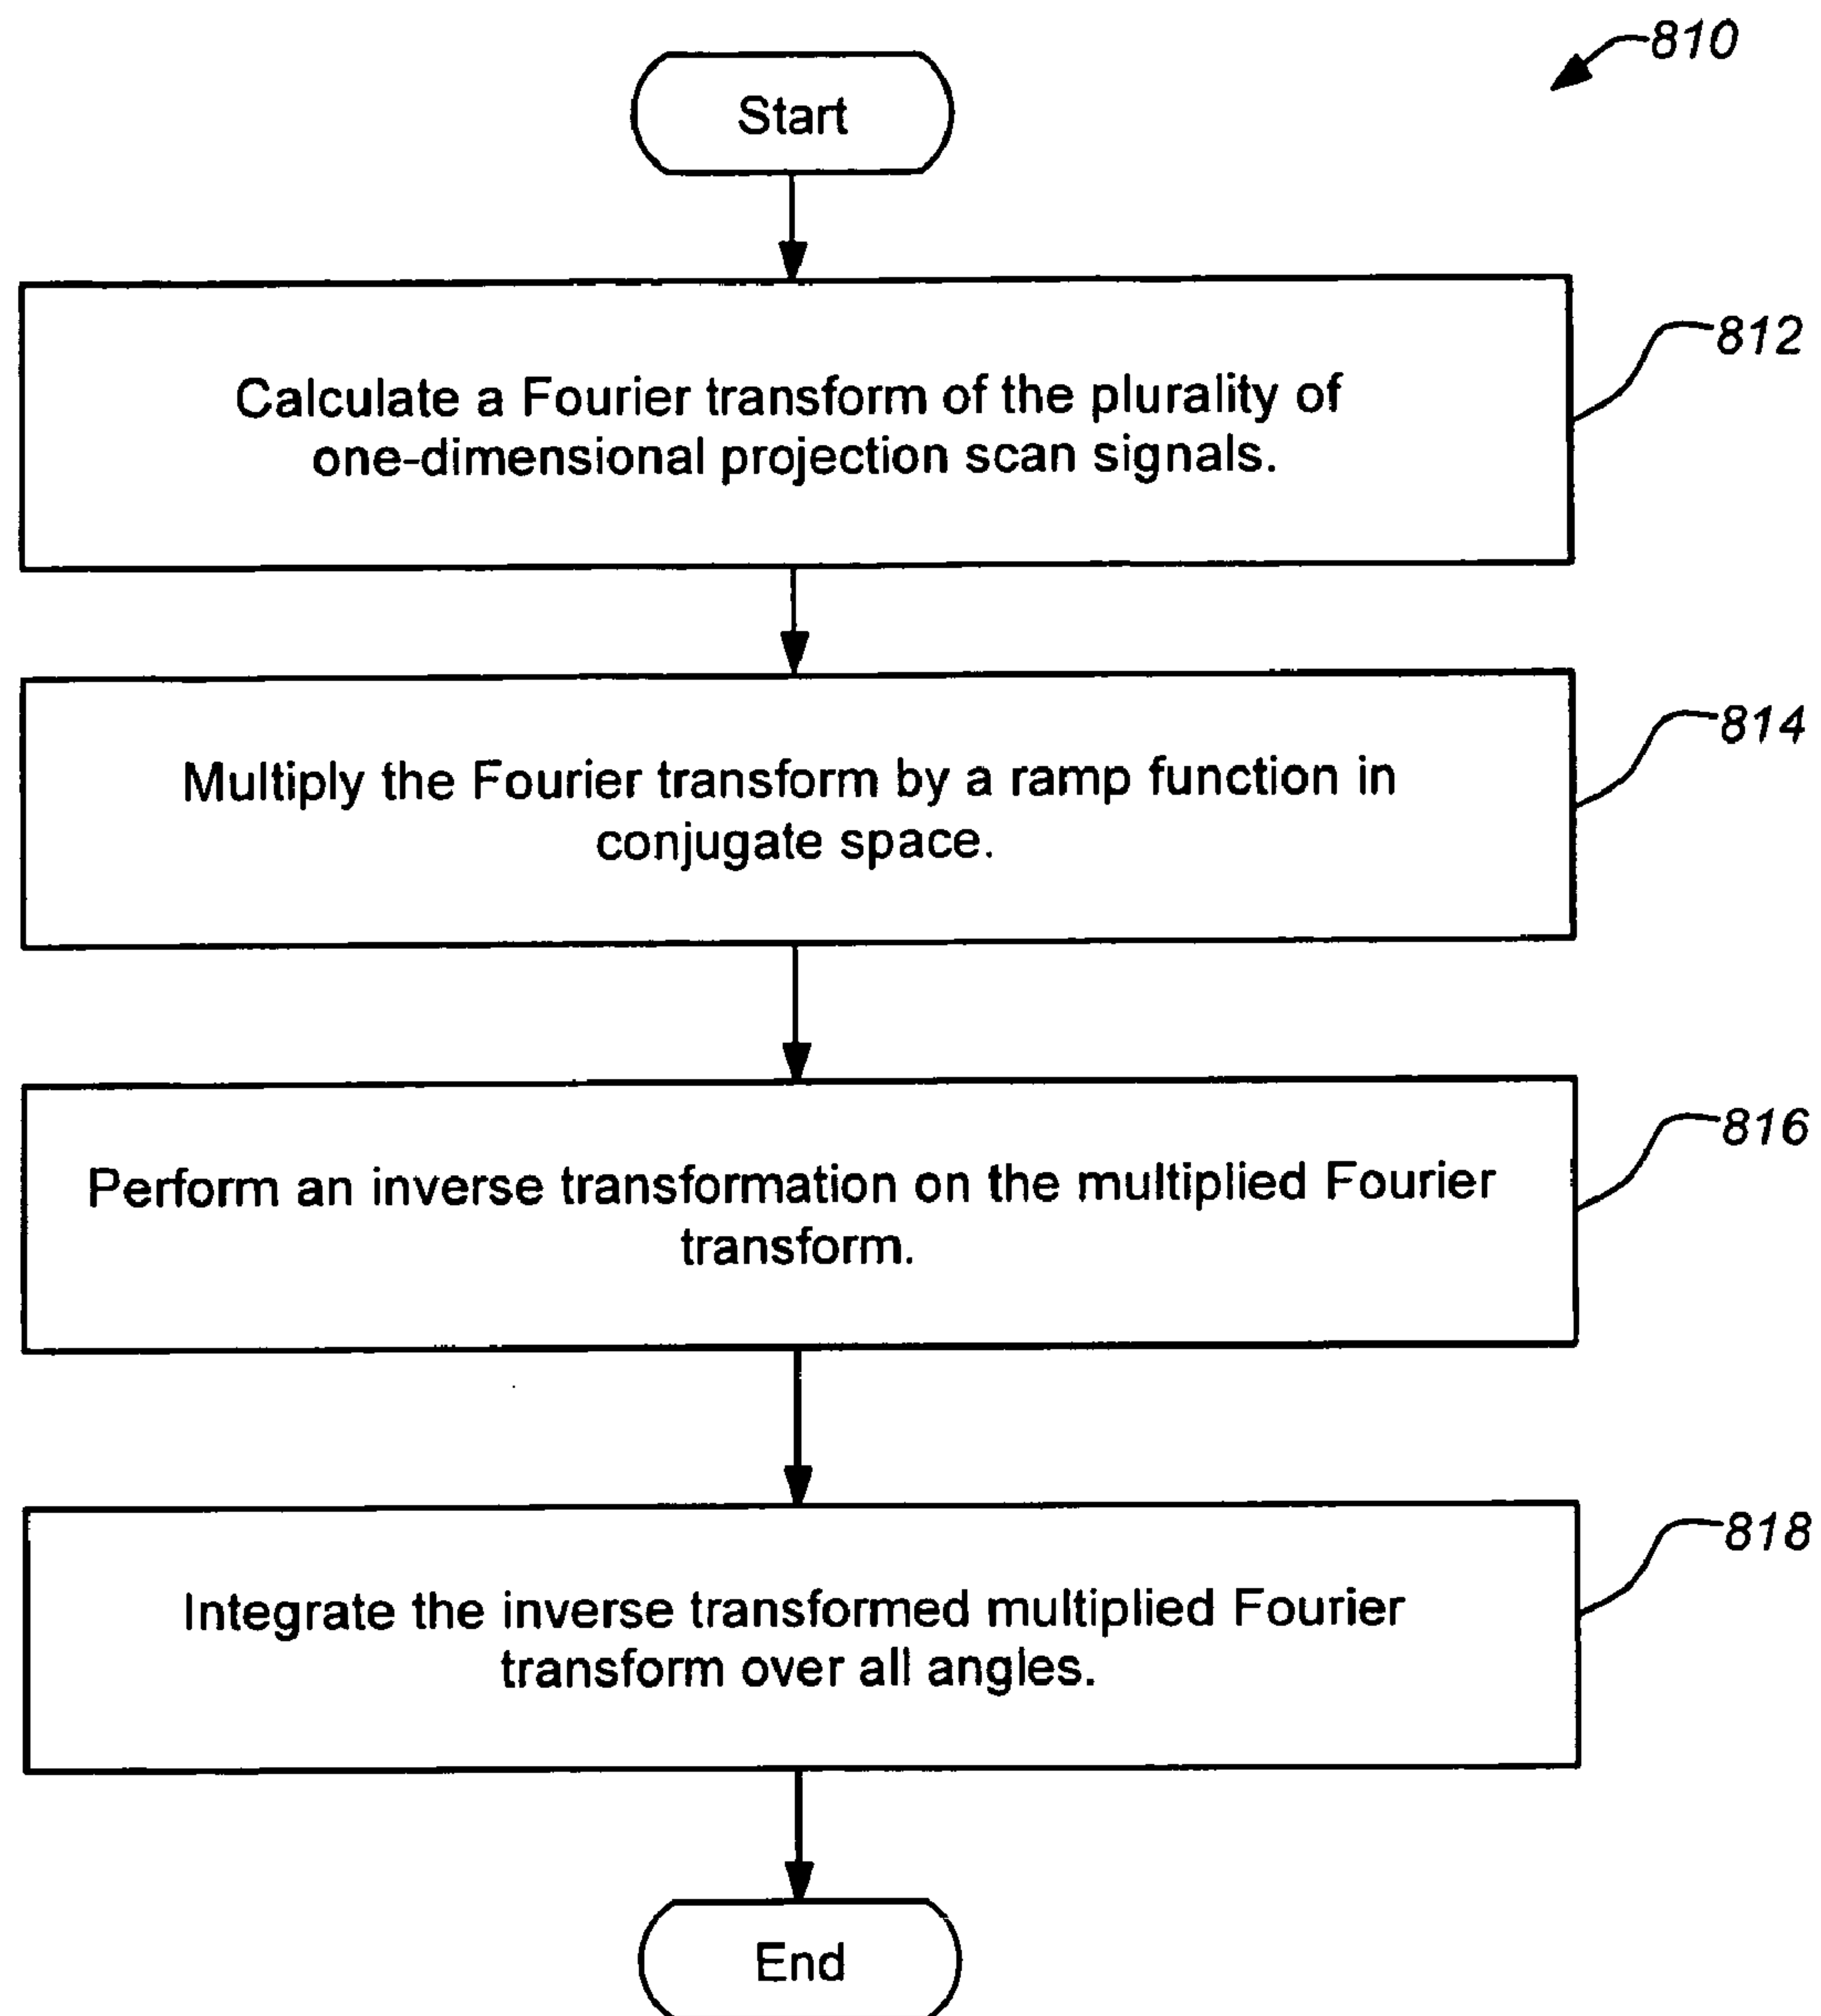 810
Start
812
Calculate a Fourier transform of the plurality of
one-dimensional projection scan signals.
814
Multiply the Fourier transform by a ramp function in
conjugate space.
816
Perform an inverse transformation on the multiplied Fourier
transform.
818
Integrate the inverse transformed multiplied Fourier
transform over all angles.
End